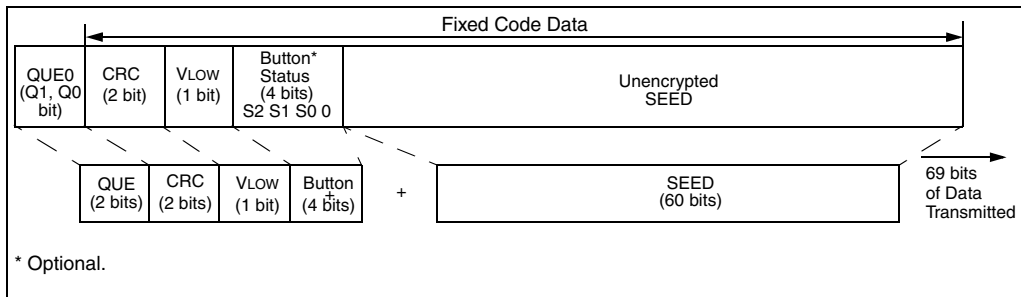 Fixed Code Data
QUE0
(Q1, Q0
bit)
CRC
(2 bit)
VLOW
(1 bit)
Button*
Status
(4 bits)
S2 S1 S0 0
Unencrypted
SEED
QUE
(2 bits)
CRC
(2 bits)
VLOW
(1 bit)
Button
+
(4 bits)
+
SEED
(60 bits)
69 bits
of Data
Transmitted
* Optional.